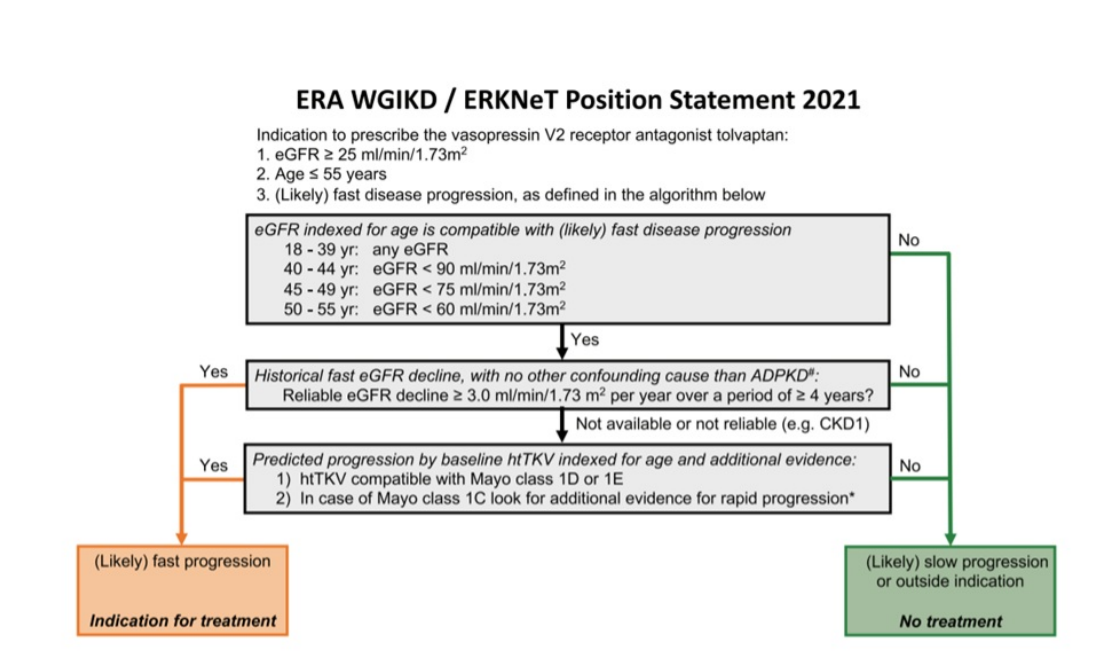 ERA WGIKD / ERKNeT Position Statement 2021
Indication to prescribe the vasopressin V2 receptor antagonist tolvaptan:
1. eGFR ≥ 25 ml/min/1.73m²
2. Age ≤ 55 years
3. (Likely) fast disease progression, as defined in the algorithm below
eGFR indexed for age is compatible with (likely) fast disease progression
18 - 39 yr: any eGFR
40 - 44 yr: eGFR < 90 ml/min/1.73m²
45 - 49 yr: eGFR < 75 ml/min/1.73m²
50 - 55 yr: eGFR < 60 ml/min/1.73m²
No
Yes
Yes
Historical fast eGFR decline, with no other confounding cause than ADPKD#:
Reliable eGFR decline ≥ 3.0 ml/min/1.73 m² per year over a period of ≥ 4 years?
No
Not available or not reliable (e.g. CKD1)
Yes
Predicted progression by baseline htTKV indexed for age and additional evidence:
1) htTKV compatible with Mayo class 1D or 1E
2) In case of Mayo class 1C look for additional evidence for rapid progression*
No
(Likely) fast progression
Indication for treatment
(Likely) slow progression
or outside indication
No treatment